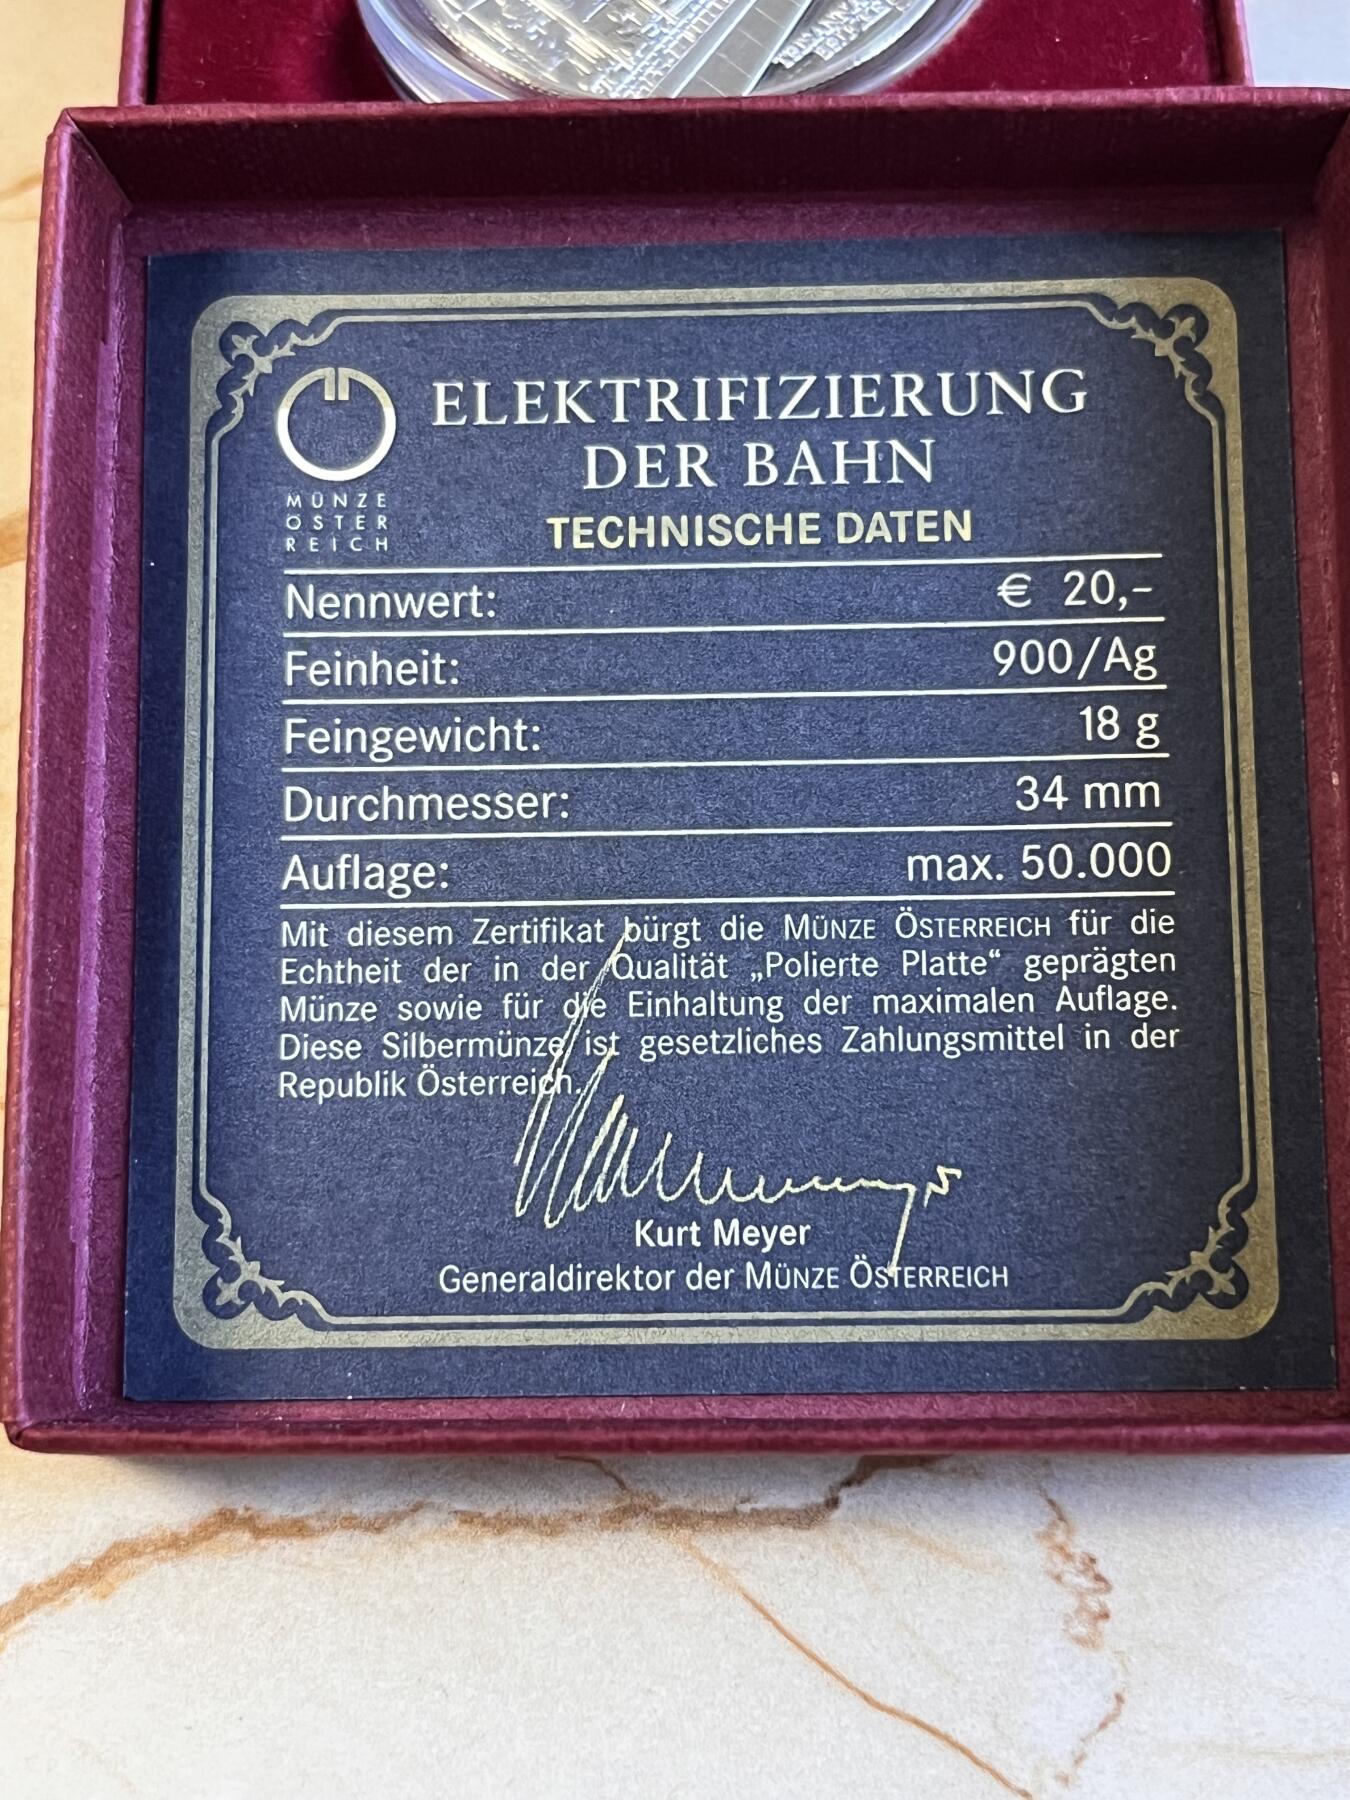 ELEKTRIFIZIERUNG
DER BAHN
TECHNISCHE DATEN
MÜNZE
ÖSTER
REICH
Nennwert: € 20,–
Feinheit: 900/Ag
Feingewicht: 18 g
Durchmesser: 34 mm
Auflage: max. 50.000
Mit diesem Zertifikat bürgt die MÜNZE ÖSTERREICH für die
Echtheit der in der Qualität „Polierte Platte“ geprägten
Münze sowie für die Einhaltung der maximalen Auflage.
Diese Silbermünze ist gesetzliches Zahlungsmittel in der
Republik Österreich.
Kurt Meyer
Generaldirektor der MÜNZE ÖSTERREICH